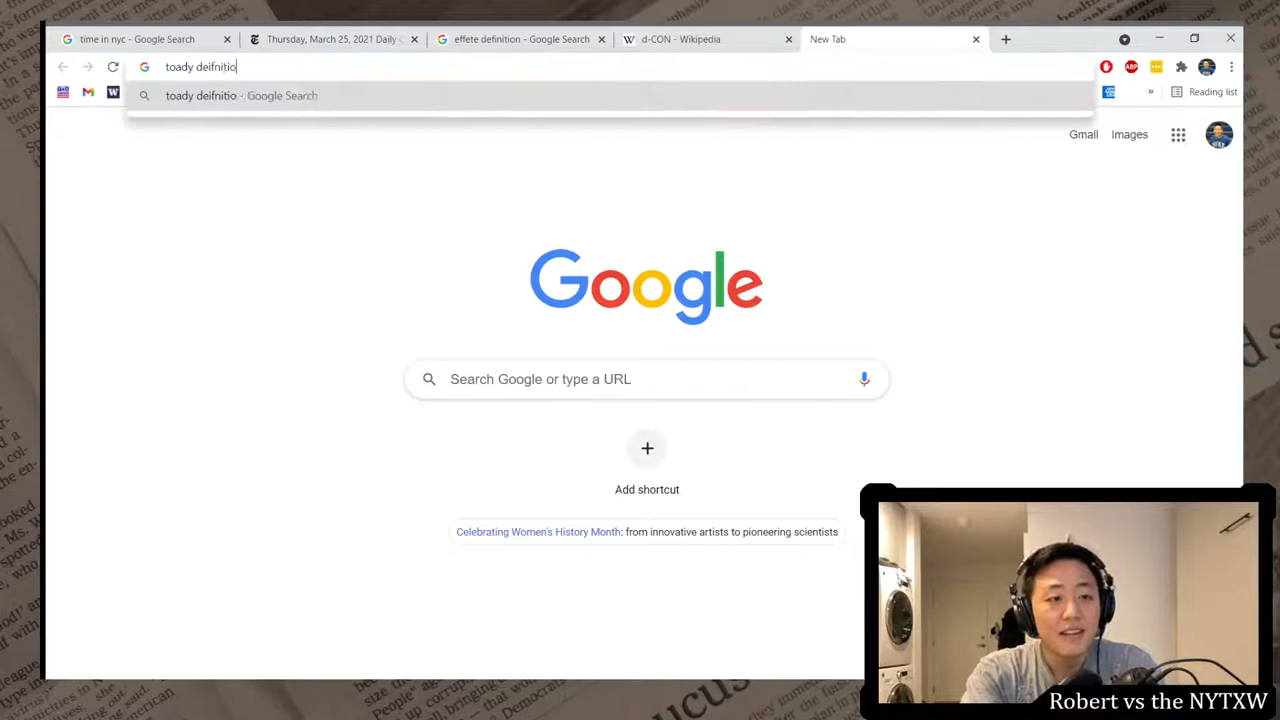 time in nyc - Google Search
Thursday, March 25, 2021 Daily
effete definition - Google Search
d-CON - Wikipedia
New Tab
toady deifnitio
Reading list
toady deifnitio - Google Search
Gmail
Images
Google
Search Google or type a URL
Add shortcut
Celebrating Women's History Month: from innovative artists to pioneering scientists
Robert vs the NYTXW